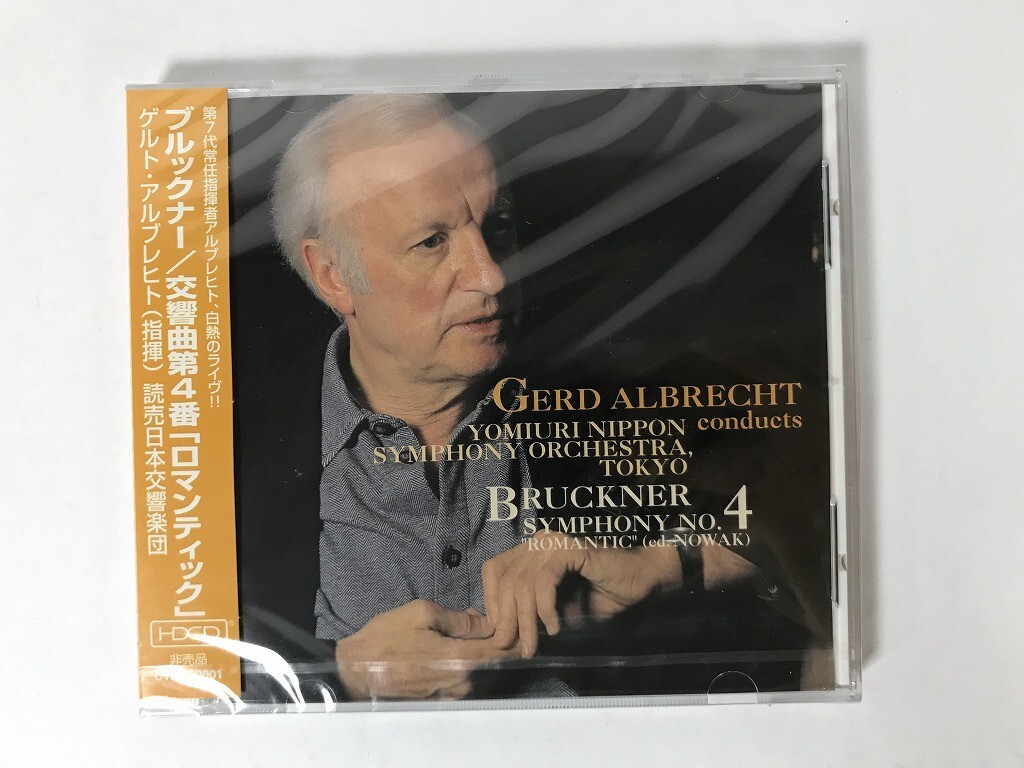 第7代常任指揮者アルブレヒト、白熱のライヴ!!
ブルックナー/交響曲第4番「ロマンティック」
ゲルト・アルブレヒト(指揮) 読売日本交響楽団
HDCD®
非売品
GERD ALBRECHT
conducts
YOMIURI NIPPON
SYMPHONY ORCHESTRA,
TOKYO
BRUCKNER
SYMPHONY NO. 4
"ROMANTIC" (ed. NOWAK)